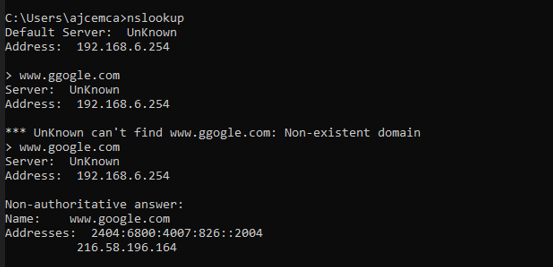 C:\Users\ajcemca>nslookup
Default Server:  UnKnown
Address:  192.168.6.254
> www.ggogle.com
Server:  UnKnown
Address:  192.168.6.254
*** UnKnown can't find www.ggogle.com: Non-existent domain
> www.google.com
Server:  UnKnown
Address:  192.168.6.254
Non-authoritative answer:
Name:    www.google.com
Addresses:  2404:6800:4007:826::2004
216.58.196.164